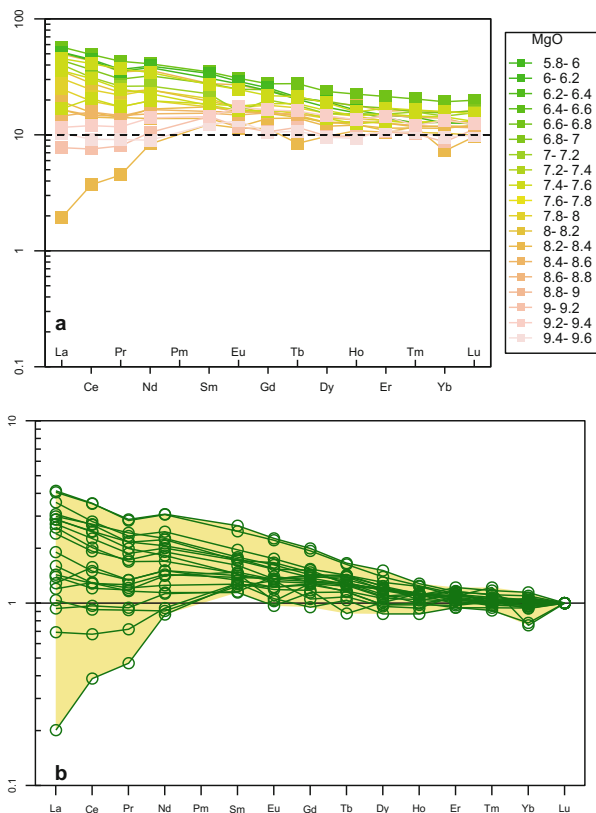 100
10
1
0.1
a
La
Pr
Pm
Eu
Tb
Ho
Tm
Lu
Ce
Nd
Sm
Gd
Dy
Er
Yb
MgO
5.8- 6
6- 6.2
6.2- 6.4
6.4- 6.6
6.6- 6.8
6.8- 7
7- 7.2
7.2- 7.4
7.4- 7.6
7.6- 7.8
7.8- 8
8- 8.2
8.2- 8.4
8.4- 8.6
8.6- 8.8
8.8- 9
9- 9.2
9.2- 9.4
9.4- 9.6
10
1
0.1
b
La Ce Pr Nd Pm Sm Eu Gd Tb Dy Ho Er Tm Yb Lu